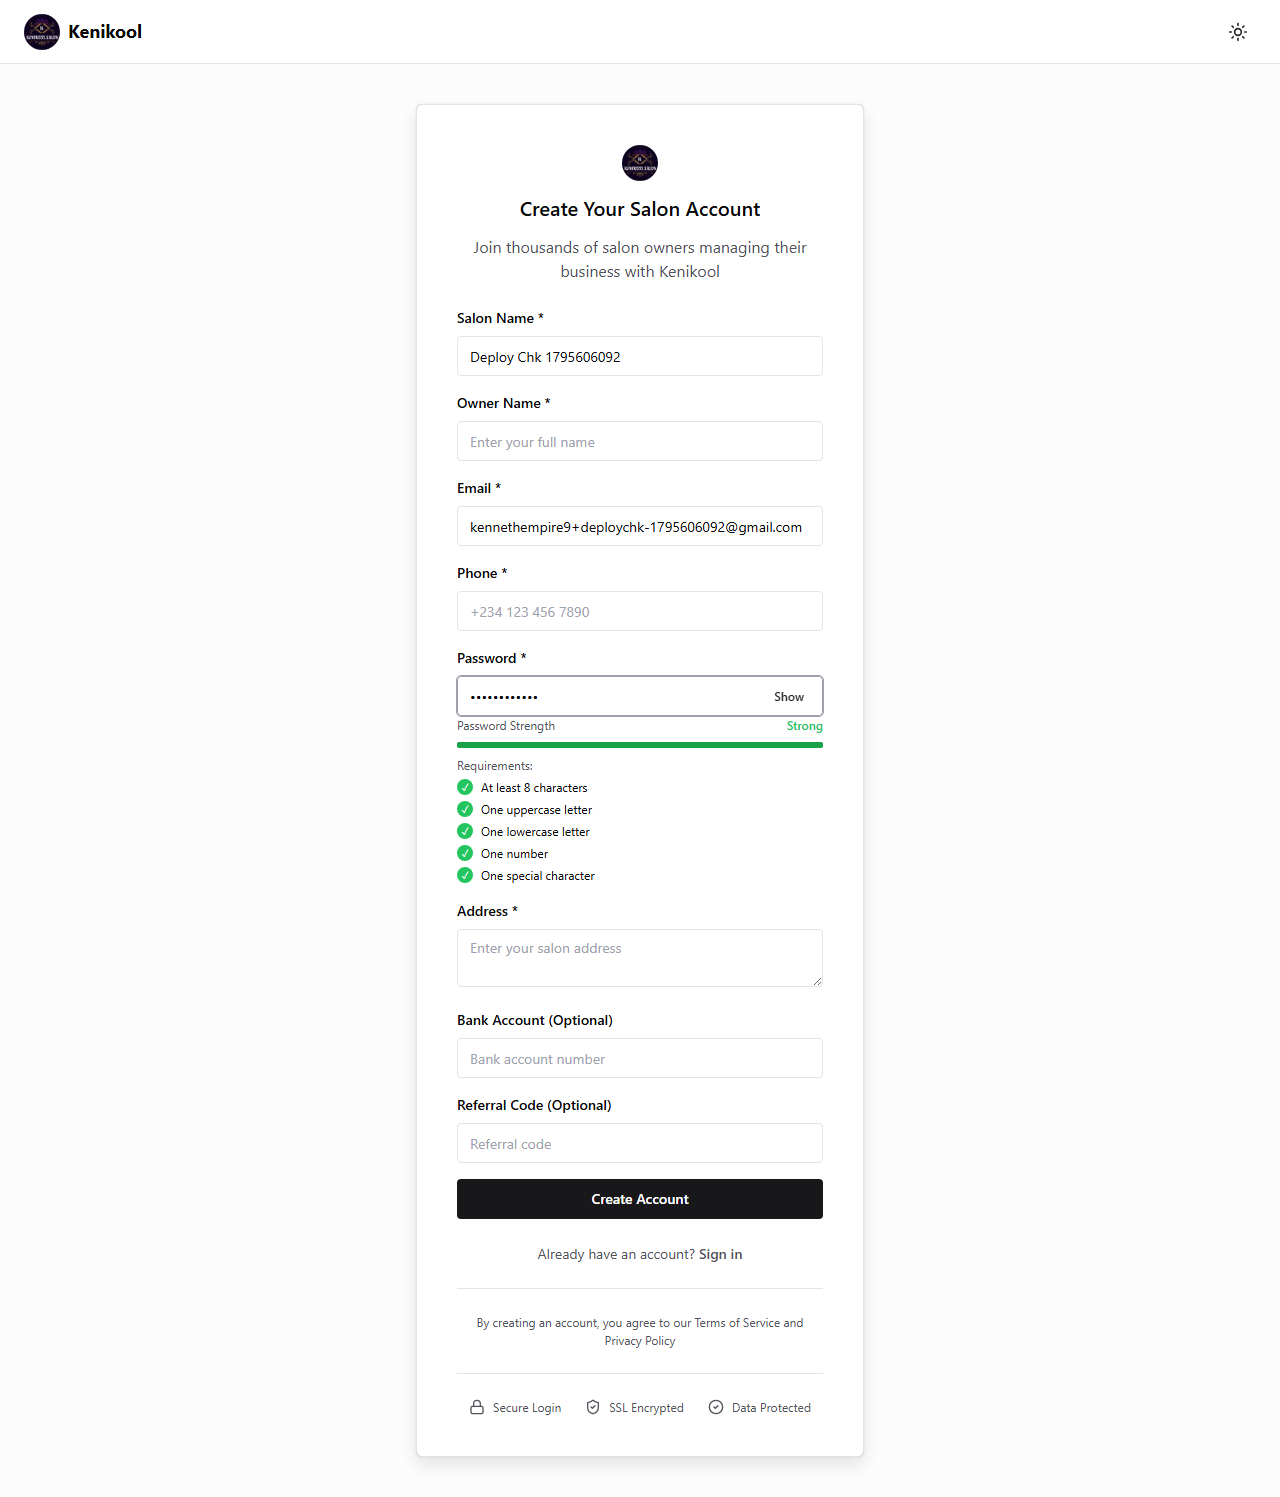 Kenikool
Create Your Salon Account
Join thousands of salon owners managing their
business with Kenikool
Salon Name *
Deploy Chk 1795606092
Owner Name *
Enter your full name
Email *
kennethempire9+deploychk-1795606092@gmail.com
Phone *
+234 123 456 7890
Password *
••••••••••••
Show
Password Strength
Strong
Requirements:
✓ At least 8 characters
✓ One uppercase letter
✓ One lowercase letter
✓ One number
✓ One special character
Address *
Enter your salon address
Bank Account (Optional)
Bank account number
Referral Code (Optional)
Referral code
Create Account
Already have an account? Sign in
By creating an account, you agree to our Terms of Service and
Privacy Policy
Secure Login
SSL Encrypted
Data Protected